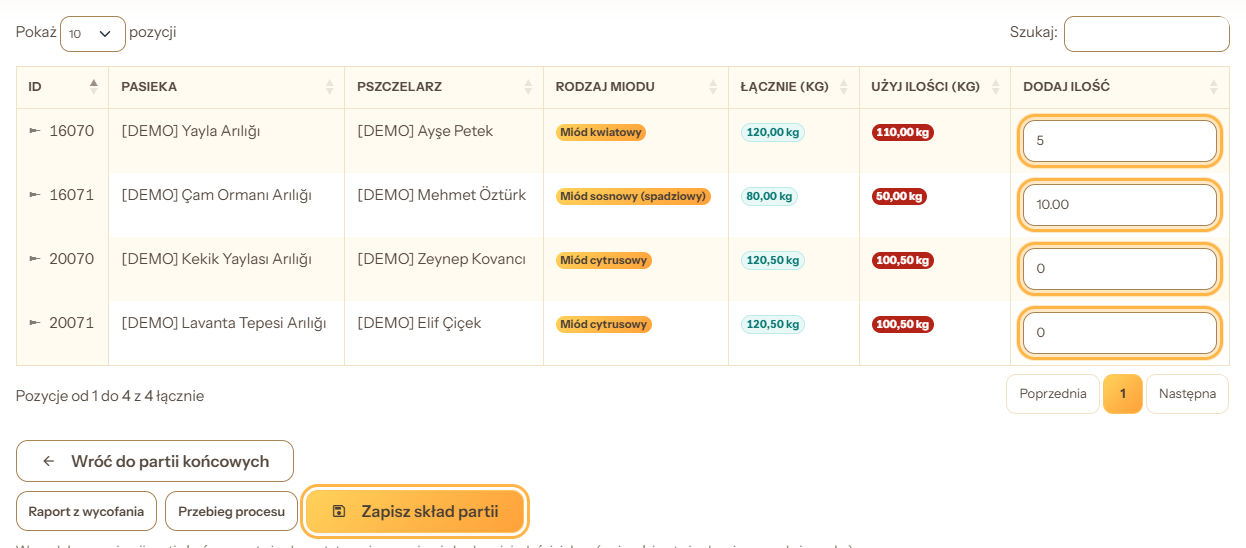 Pokaż 10 pozycji
Szukaj:
ID PASIEKA PSZCZELARZ RODZAJ MIODU ŁĄCZNIE (KG) UŻYJ ILOŚCI (KG) DODAJ ILOŚĆ
16070 [DEMO] Yayla Arılığı [DEMO] Ayşe Petek Miód kwiatowy 120,00 kg 110,00 kg 5
16071 [DEMO] Çam Ormanı Arılığı [DEMO] Mehmet Öztürk Miód sosnowy (spadziowy) 80,00 kg 50,00 kg 10.00
20070 [DEMO] Kekik Yaylası Arılığı [DEMO] Zeynep Kovancı Miód cytrusowy 120,50 kg 100,50 kg 0
20071 [DEMO] Lavanta Tepesi Arılığı [DEMO] Elif Çiçek Miód cytrusowy 120,50 kg 100,50 kg 0
Pozycje od 1 do 4 z 4 łącznie
Poprzednia 1 Następna
Wróć do partii końcowych
Raport z wycofania Przebieg procesu Zapisz skład partii